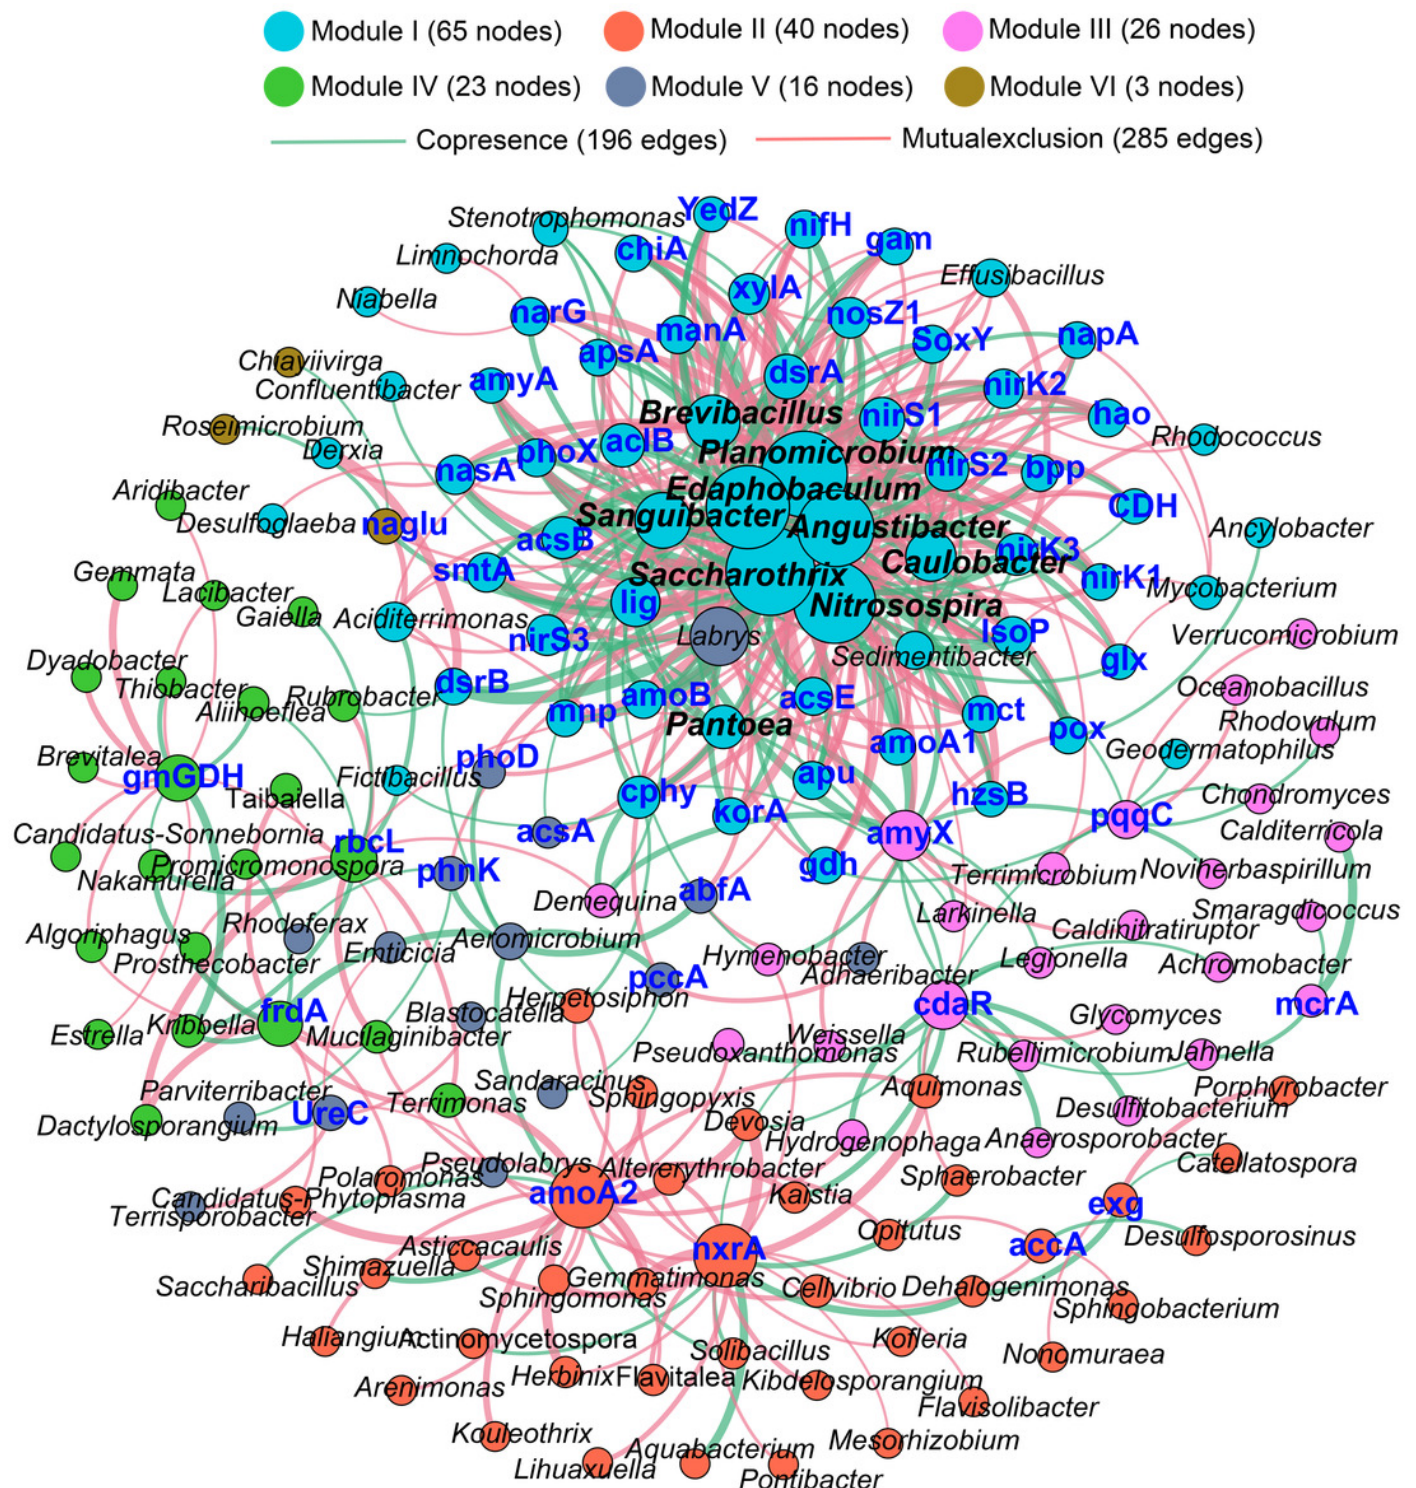 Module I (65 nodes) Module II (40 nodes) Module III (26 nodes)
Module IV (23 nodes) Module V (16 nodes) Module VI (3 nodes)
Copresence (196 edges) Mutualexclusion (285 edges)
Stenotrophomonas YedZ nifH
chiA gam
Limnochorda Effusibacillus
Niabella xylA
narG manA nosZ1 SoxY napA
Chiayiivirga apsA
Confluentibacter amyA dsrA nirK2
Roseimicrobium Brevibacillus nirS1 hao
Derxia phoX aclB Planomicrobium Rhodococcus
nasA nirS2 bpp
Aridibacter Edaphobaculum
Desulfoglaeba naglu Sanguibacter Angustibacter CDH Ancylobacter
acsB nirK3
Gemmata smtA Saccharothrix Caulobacter nirK1
Lacibacter Mycobacterium
Gaiella Aciditerrimonas lig Nitrosospira
nirS3 Labrys lsoP Verrucomicrobium
Dyadobacter Sedimentibacter glx
Thiobacter Rubrobacter dsrB amoB acsE Oceanobacillus
Aliihoeflea mnp Pantoea mct Rhodovulum
Brevitalea phoD amoA1 pox Geodermatophilus
gmGDH Fictibacillus apu
Taibaiella cphy korA hzsB Chondromyces
Candidatus-Sonnebornia rbcL acsA amyX pqqC Calditerricola
Promicromonospora phnK gdh Terrimicrobium Noviherbaspirillum
Nakamurella Demequina abfA
Rhodoferax Larkinella Smaragdicoccus
Algoriphagus Emticicia Aeromicrobium Caldinitratiruptor
Prosthecobacter Hymenobacter Legionella Achromobacter
pccA Adhaeribacter
frdA Herpetosiphon cdaR mcrA
Estrella Kribbella Mucilaginibacter Blastocatella Weissella Glycomyces
Pseudoxanthomonas Rubellimicrobium Jahnella
Parviterribacter Sandaracinus Aquimonas Porphyrobacter
Dactylosporangium UreC Terrimonas Sphingopyxis Devosia Desulfitobacterium
Hydrogenophaga Anaerosporobacter
Polaromonas Pseudolabrys Altererythrobacter Sphaerobacter Catellatospora
Candidatus-Phytoplasma amoA2 Kaistia exg
Terrisporobacter Opitutus accA Desulfosporosinus
Asticcacaulis nxrA
Saccharibacillus Shimazuella Gemmatimonas Cellvibrio Dehalogenimonas
Sphingomonas Sphingobacterium
Haliangium Actinomycetospora Solibacillus Kofleria
Nonomuraea
Arenimonas Herbinix Flavitalea Kibdelosporangium
Flavisolibacter
Kouleothrix Aquabacterium Mesorhizobium
Lihuaxuella Pontibacter